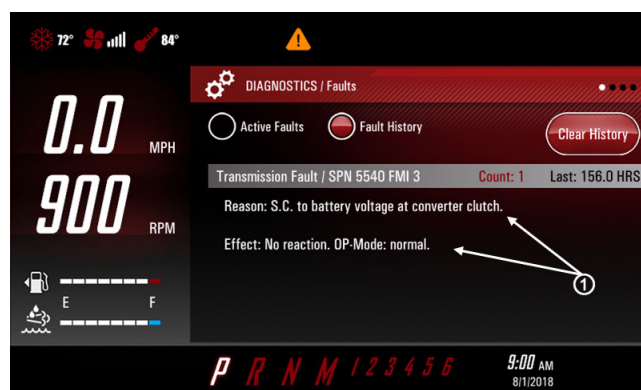 72° 84°
DIAGNOSTICS / Faults
Active Faults Fault History Clear History
0.0 MPH
Transmission Fault / SPN 5540 FMI 3 Count: 1 Last: 156.0 HRS
Reason: S.C. to battery voltage at converter clutch.
900 RPM
Effect: No reaction. OP-Mode: normal.
1
E F
P R N M 1 2 3 4 5 6 9:00 AM
8/1/2018